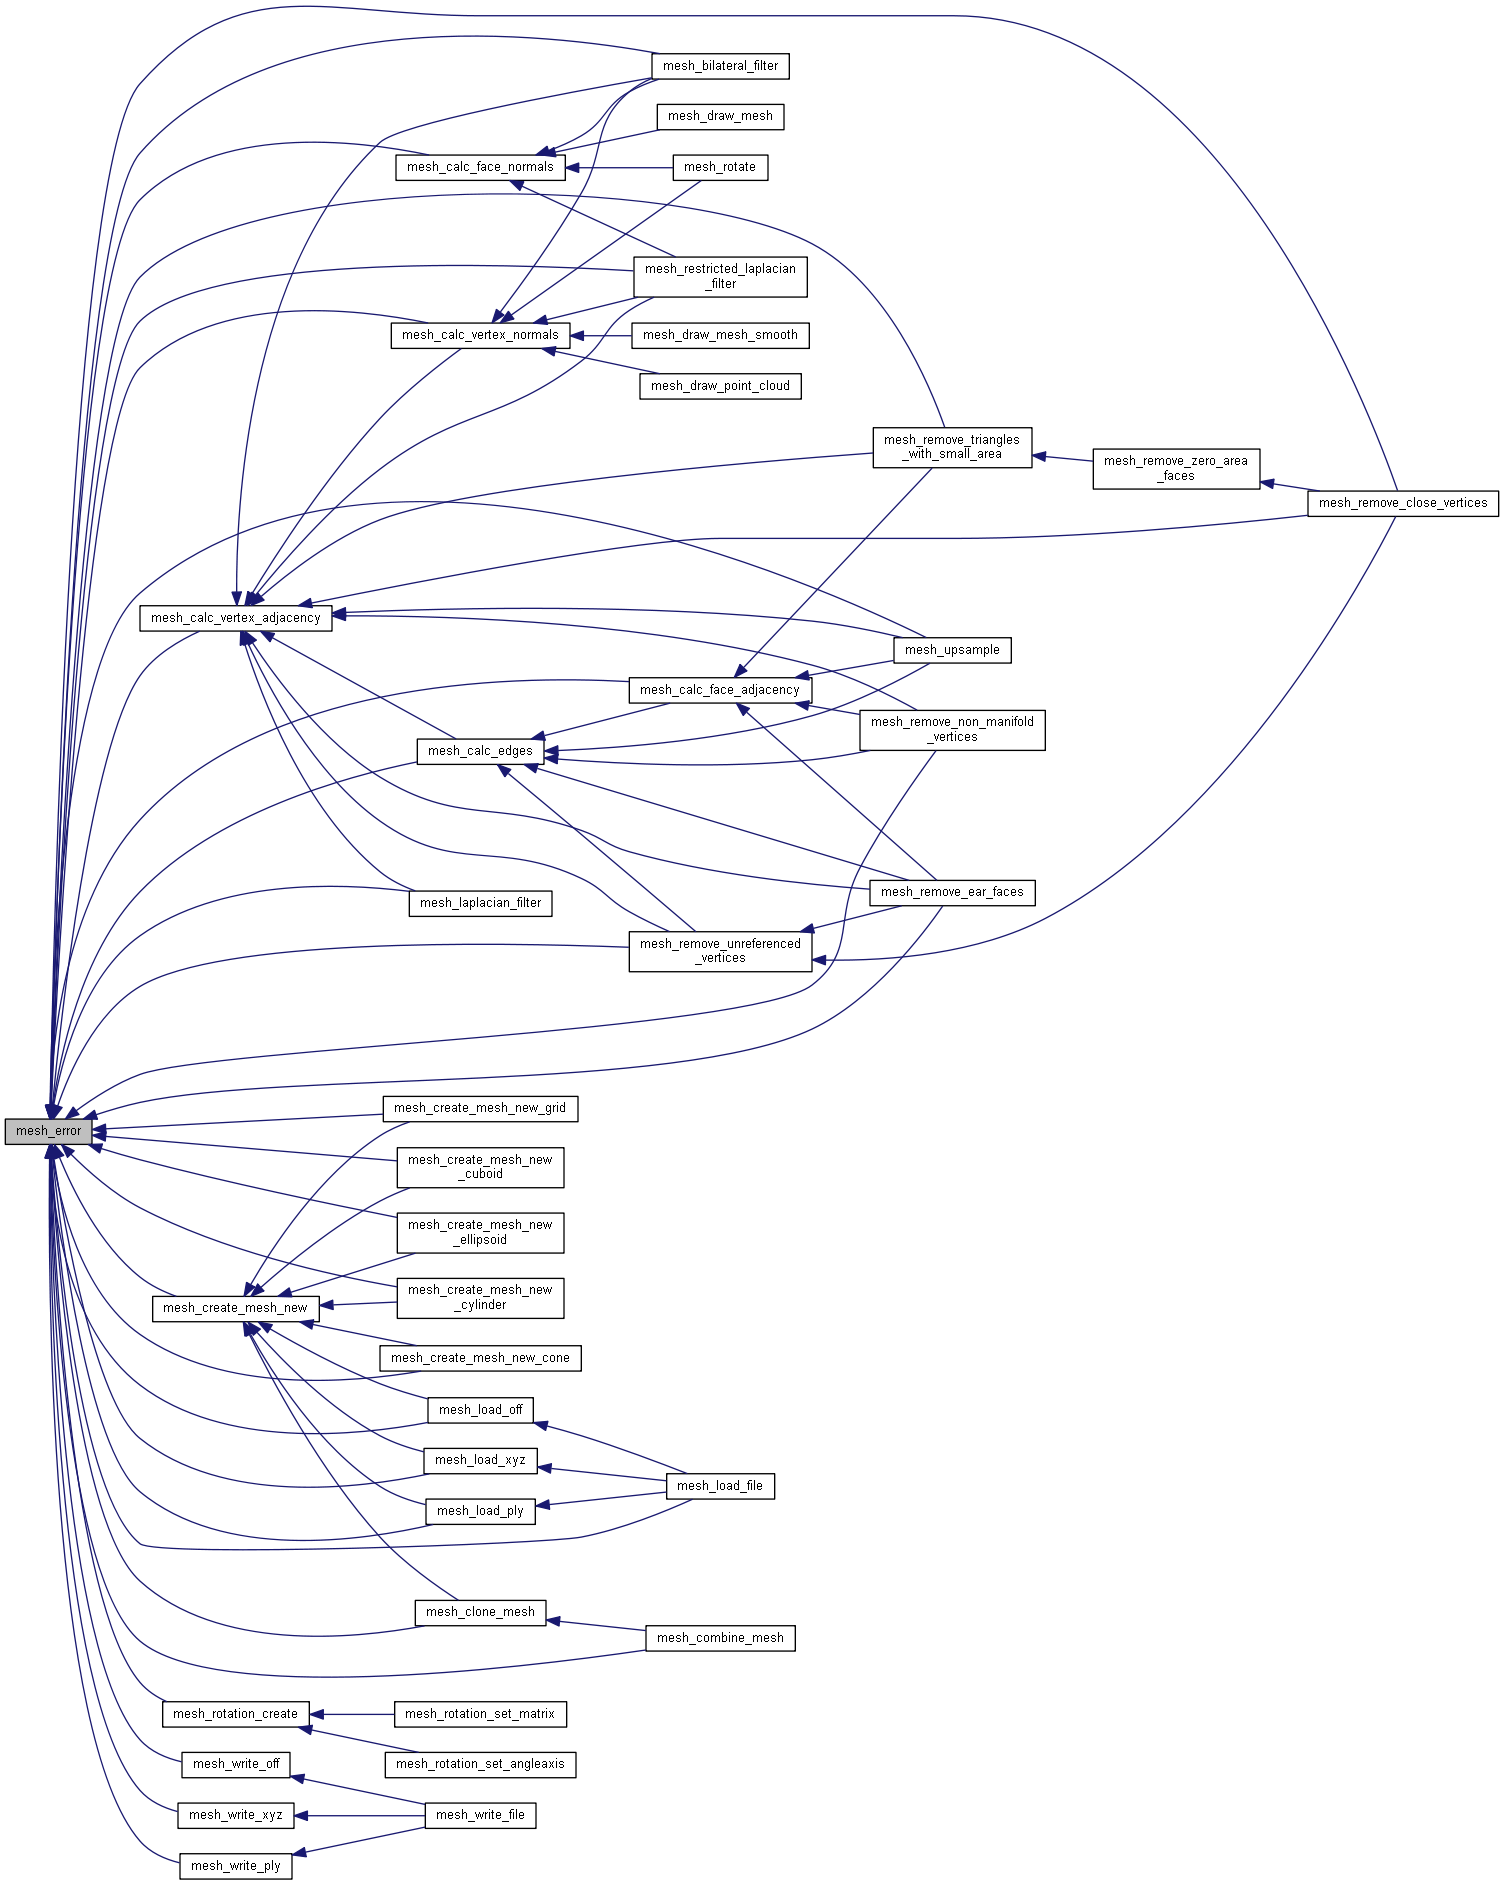 mesh_bilateral_filter
mesh_draw_mesh
mesh_calc_face_normals
mesh_rotate
mesh_restricted_laplacian
_filter
mesh_calc_vertex_normals
mesh_draw_mesh_smooth
mesh_draw_point_cloud
mesh_remove_triangles
_with_small_area
mesh_remove_zero_area
_faces
mesh_remove_close_vertices
mesh_calc_vertex_adjacency
mesh_upsample
mesh_calc_face_adjacency
mesh_remove_non_manifold
_vertices
mesh_calc_edges
mesh_remove_ear_faces
mesh_laplacian_filter
mesh_remove_unreferenced
_vertices
mesh_error
mesh_create_mesh_new_grid
mesh_create_mesh_new
_cuboid
mesh_create_mesh_new
_ellipsoid
mesh_create_mesh_new
_cylinder
mesh_create_mesh_new
mesh_create_mesh_new_cone
mesh_load_off
mesh_load_xyz
mesh_load_file
mesh_load_ply
mesh_clone_mesh
mesh_combine_mesh
mesh_rotation_create
mesh_rotation_set_matrix
mesh_rotation_set_angleaxis
mesh_write_off
mesh_write_xyz
mesh_write_file
mesh_write_ply